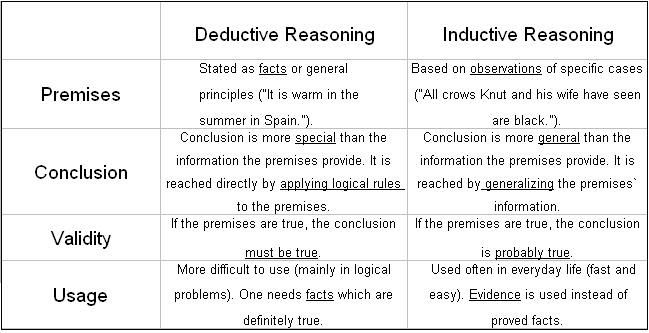 Deductive Reasoning
Inductive Reasoning
Premises
Stated as facts or general
principles ("It is warm in the
summer in Spain.").
Based on observations of specific cases
("All crows Knut and his wife have seen
are black.").
Conclusion
Conclusion is more special than the
information the premises provide. It is
reached directly by applying logical rules
to the premises.
Conclusion is more general than the
information the premises provide. It is
reached by generalizing the premises`
information.
Validity
If the premises are true, the conclusion
must be true.
If the premises are true, the conclusion
is probably true.
Usage
More difficult to use (mainly in logical
problems). One needs facts which are
definitely true.
Used often in everyday life (fast and
easy). Evidence is used instead of
proved facts.